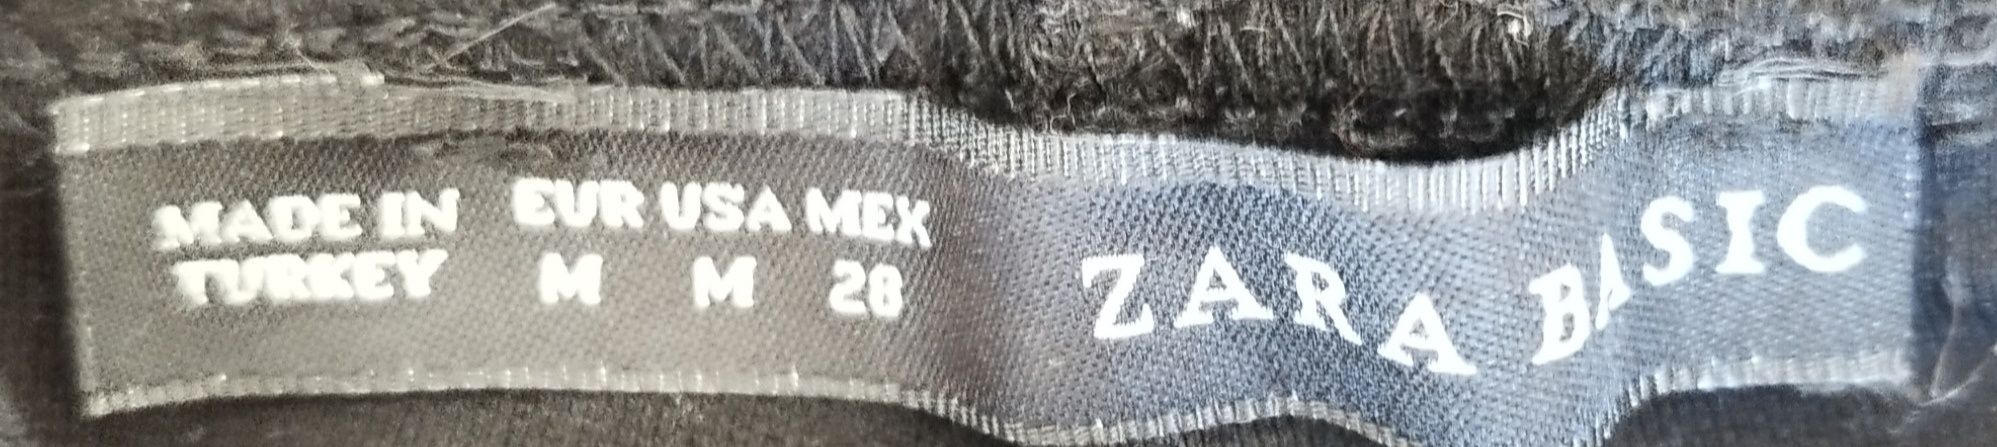 MADE IN EUR USA MEX
TURKEY M M 28
ZARA BASIC